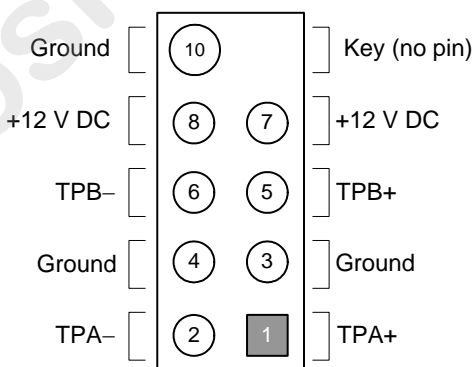 Ground 10 Key (no pin)
+12 V DC 8 7 +12 V DC
TPB− 6 5 TPB+
Ground 4 3 Ground
TPA− 2 1 TPA+